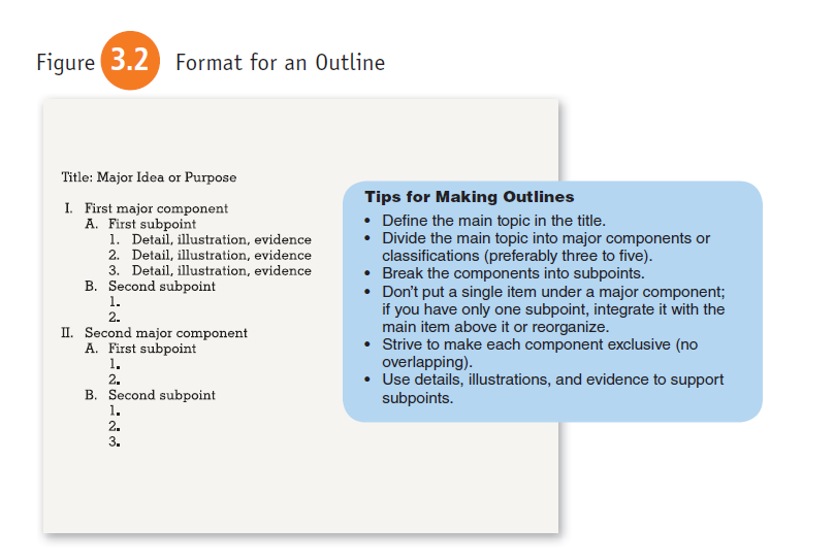 Figure 3.2 Format for an Outline
Title: Major Idea or Purpose
I. First major component
A. First subpoint
1. Detail, illustration, evidence
2. Detail, illustration, evidence
3. Detail, illustration, evidence
B. Second subpoint
1.
2.
II. Second major component
A. First subpoint
1.
2.
B. Second subpoint
1.
2.
3.
Tips for Making Outlines
• Define the main topic in the title.
• Divide the main topic into major components or
classifications (preferably three to five).
• Break the components into subpoints.
• Don’t put a single item under a major component;
if you have only one subpoint, integrate it with the
main item above it or reorganize.
• Strive to make each component exclusive (no
overlapping).
• Use details, illustrations, and evidence to support
subpoints.